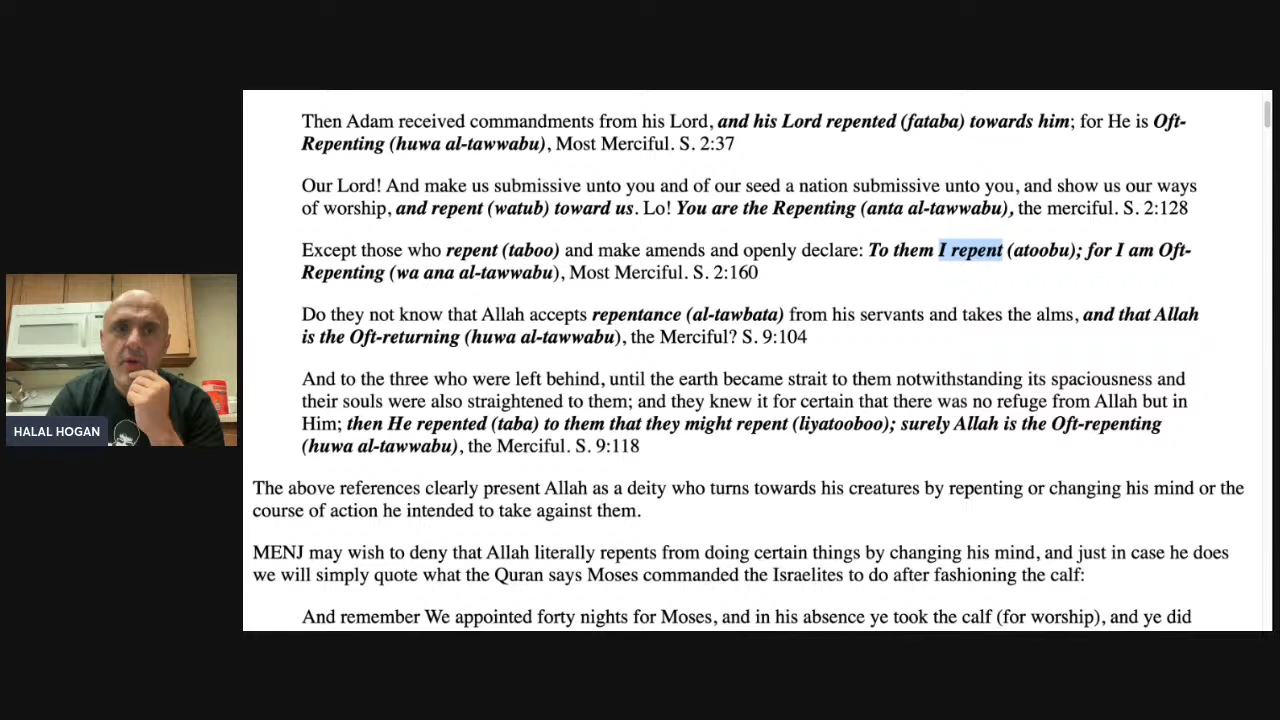 Then Adam received commandments from his Lord, and his Lord repented (fataba) towards him; for He is Oft-
Repenting (huwa al-tawwabu), Most Merciful. S. 2:37
Our Lord! And make us submissive unto you and of our seed a nation submissive unto you, and show us our ways
of worship, and repent (watub) toward us. Lo! You are the Repenting (anta al-tawwabu), the merciful. S. 2:128
Except those who repent (taboo) and make amends and openly declare: To them I repent (atoobu); for I am Oft-
Repenting (wa ana al-tawwabu), Most Merciful. S. 2:160
Do they not know that Allah accepts repentance (al-tawbata) from his servants and takes the alms, and that Allah
is the Oft-returning (huwa al-tawwabu), the Merciful? S. 9:104
And to the three who were left behind, until the earth became strait to them notwithstanding its spaciousness and
their souls were also straightened to them; and they knew it for certain that there was no refuge from Allah but in
Him; then He repented (taba) to them that they might repent (liyatooboo); surely Allah is the Oft-repenting
(huwa al-tawwabu), the Merciful. S. 9:118
The above references clearly present Allah as a deity who turns towards his creatures by repenting or changing his mind or the
course of action he intended to take against them.
MENJ may wish to deny that Allah literally repents from doing certain things by changing his mind, and just in case he does
we will simply quote what the Quran says Moses commanded the Israelites to do after fashioning the calf:
And remember We appointed forty nights for Moses, and in his absence ye took the calf (for worship), and ye did
HALAL HOGAN